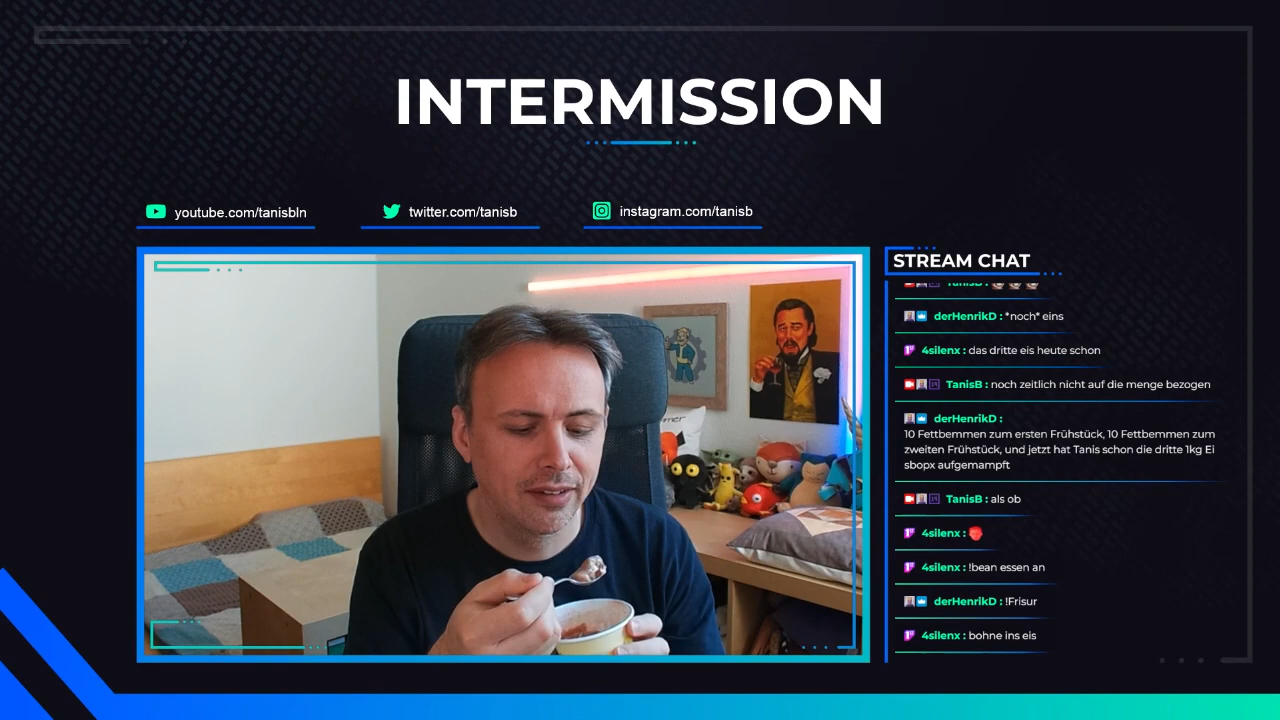 INTERMISSION
youtube.com/tanisbln
twitter.com/tanisb
instagram.com/tanisb
STREAM CHAT
TanisB :
derHenrikD : *noch* eins
4silenx : das dritte eis heute schon
TanisB : noch zeitlich nicht auf die menge bezogen
derHenrikD :
10 Fettbemmen zum ersten Frühstück, 10 Fettbemmen zum
zweiten Frühstück, und jetzt hat Tanis schon die dritte 1kg Ei
sbopx aufgemampft
TanisB : als ob
4silenx :
4silenx : !bean essen an
derHenrikD : !Frisur
4silenx : bohne ins eis